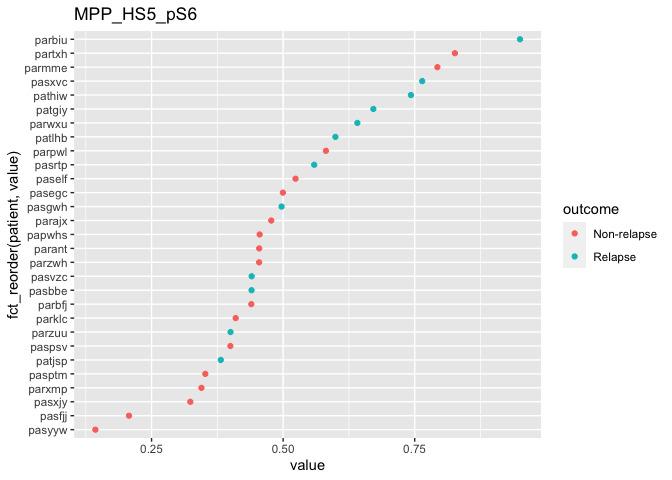 MPP_HS5_pS6
fct_reorder(patient, value)
parbiu
partxh
parmme
pasxvc
pathiw
patgiy
parwxu
patlhb
parpwl
pasrtp
paself
pasegc
pasgwh
parajx
papwhs
parant
parzwh
pasvzc
pasbbe
parbfj
parklc
parzuu
paspsv
patjsp
pasptm
parxmp
pasxjy
pasfjj
pasyyw
0.25 0.50 0.75
value
outcome
Non-relapse
Relapse